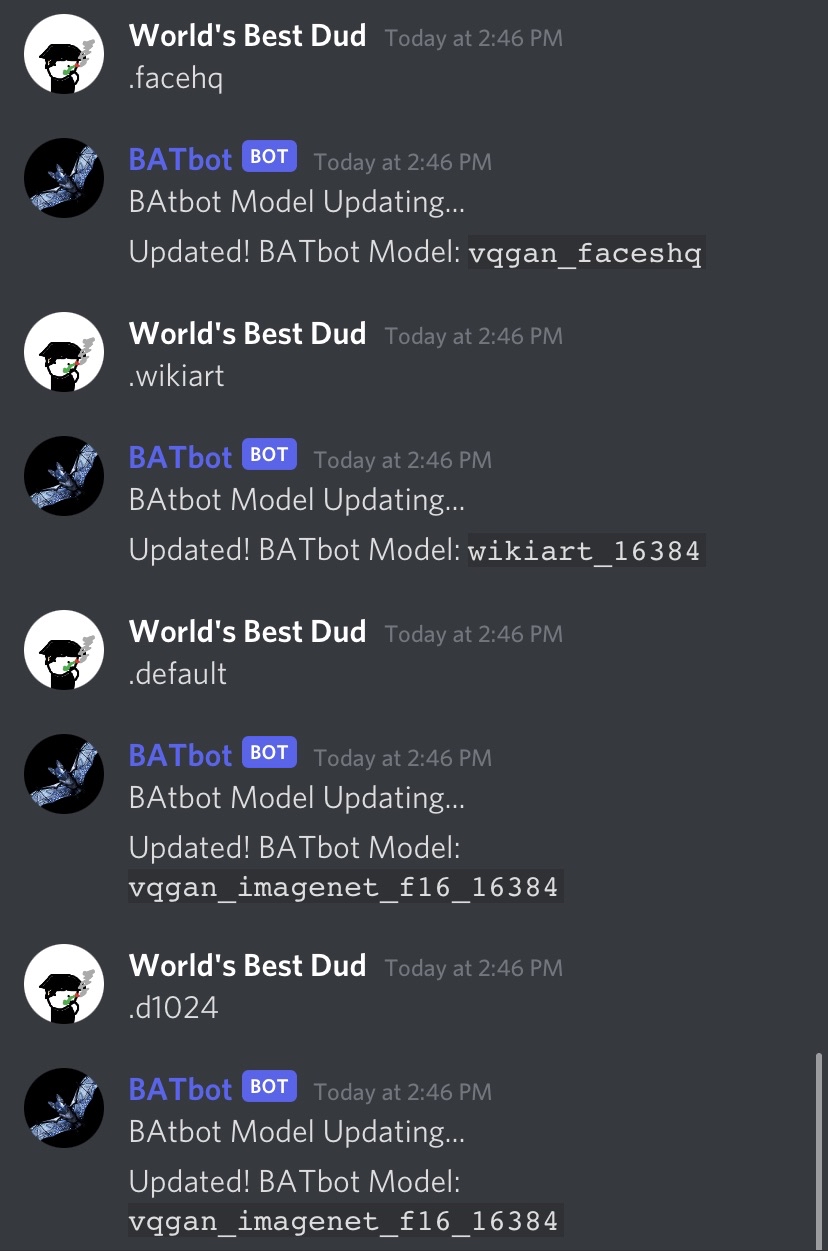 World's Best Dud Today at 2:46 PM
.facehq
BATbot BOT Today at 2:46 PM
BAtbot Model Updating...
Updated! BATbot Model: vqgan_faceshq
World's Best Dud Today at 2:46 PM
.wikiart
BATbot BOT Today at 2:46 PM
BAtbot Model Updating...
Updated! BATbot Model: wikiart_16384
World's Best Dud Today at 2:46 PM
.default
BATbot BOT Today at 2:46 PM
BAtbot Model Updating...
Updated! BATbot Model:
vqgan_imagenet_f16_16384
World's Best Dud Today at 2:46 PM
.d1024
BATbot BOT Today at 2:46 PM
BAtbot Model Updating...
Updated! BATbot Model:
vqgan_imagenet_f16_16384